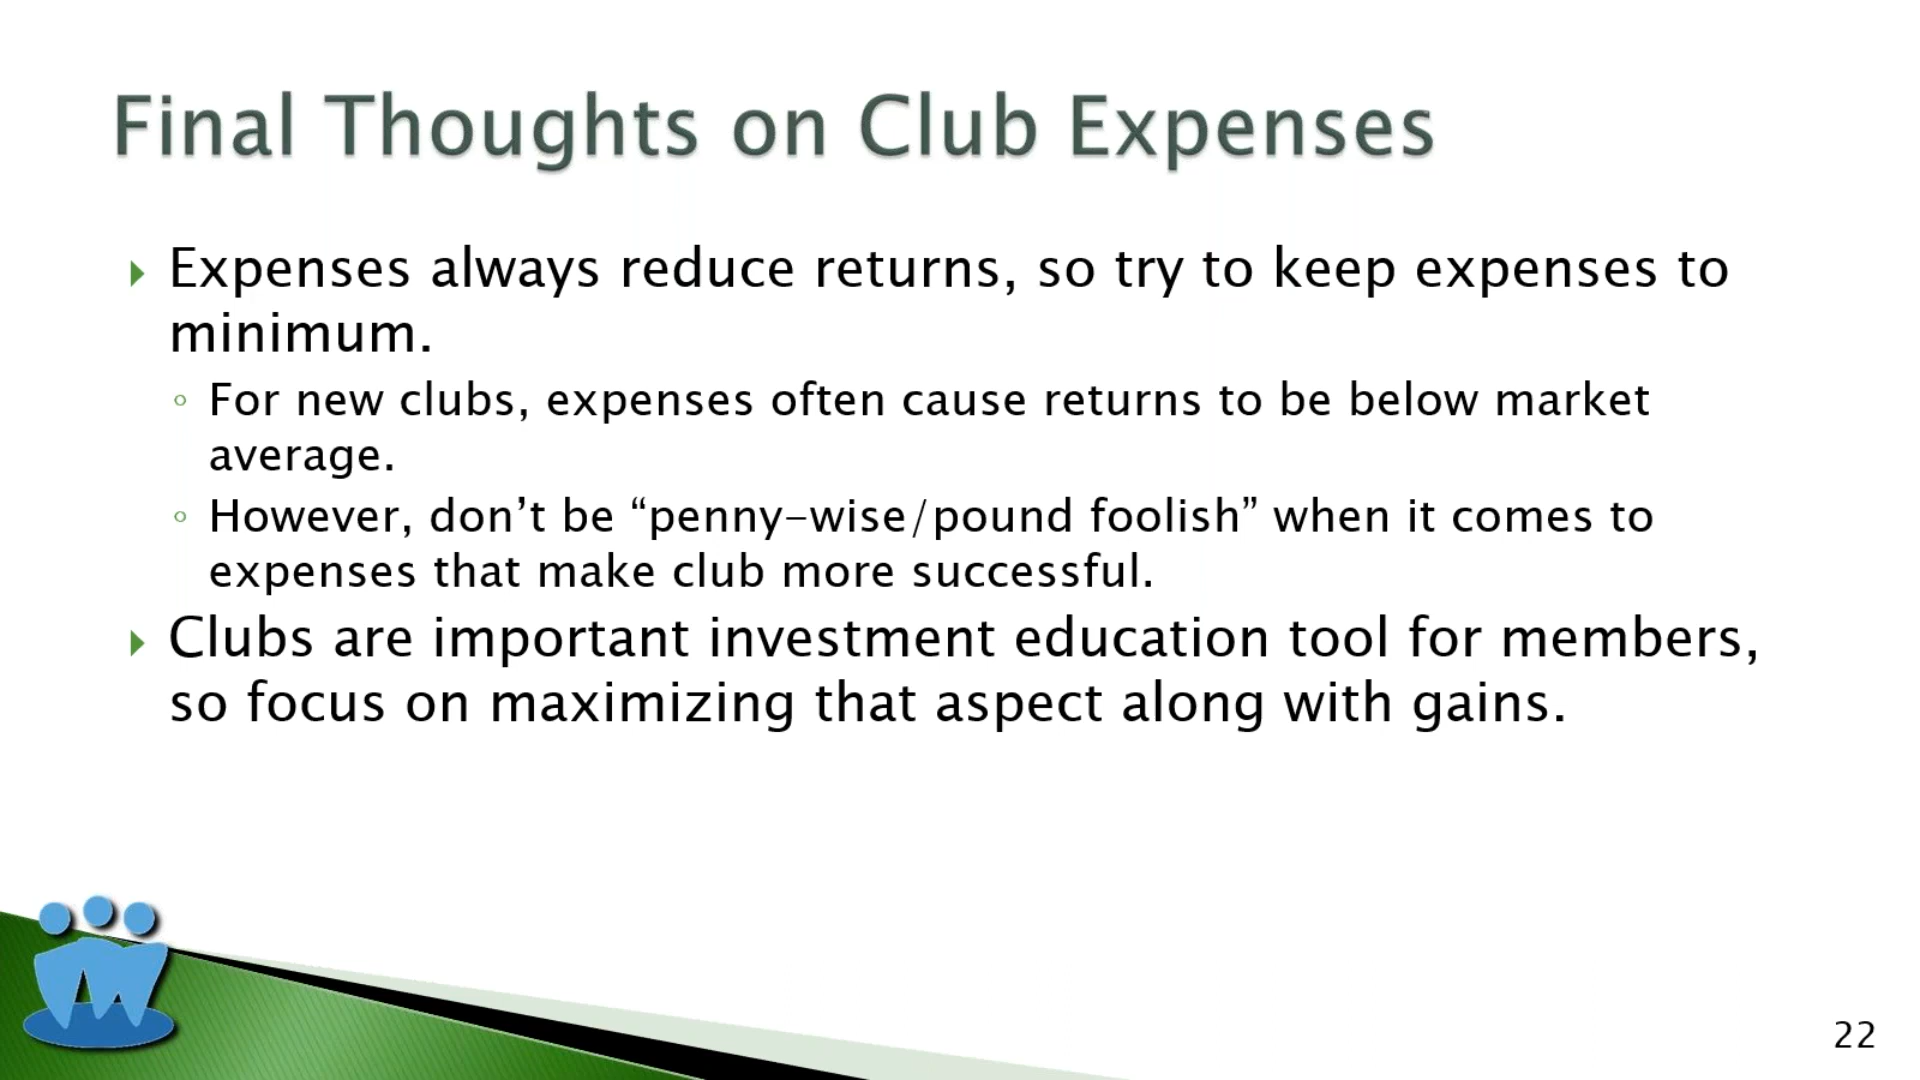 Final Thoughts on Club Expenses
Expenses always reduce returns, so try to keep expenses to
minimum.
For new clubs, expenses often cause returns to be below market
average.
However, don’t be “penny-wise/pound foolish” when it comes to
expenses that make club more successful.
Clubs are important investment education tool for members,
so focus on maximizing that aspect along with gains.
22